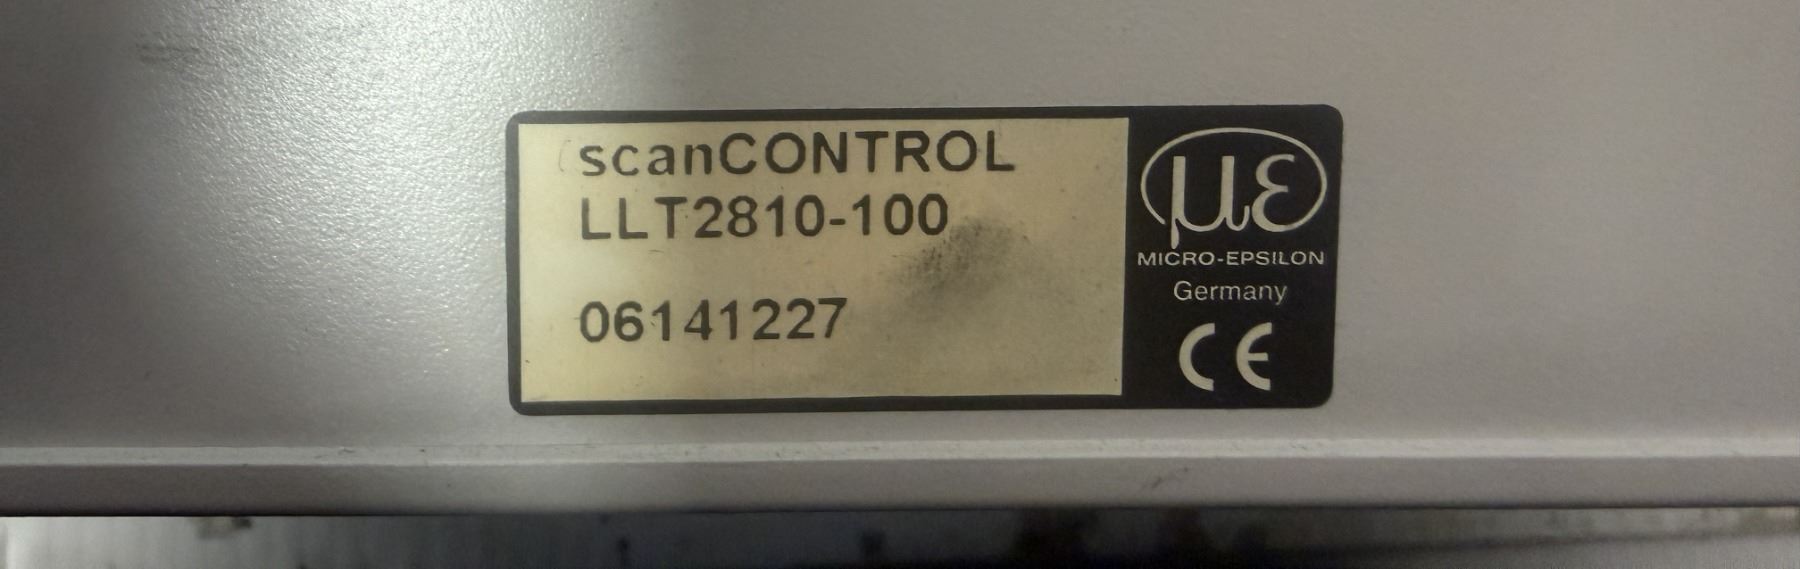 scanCONTROL
LLT2810-100
06141227
µε
MICRO-EPSILON
Germany
CE